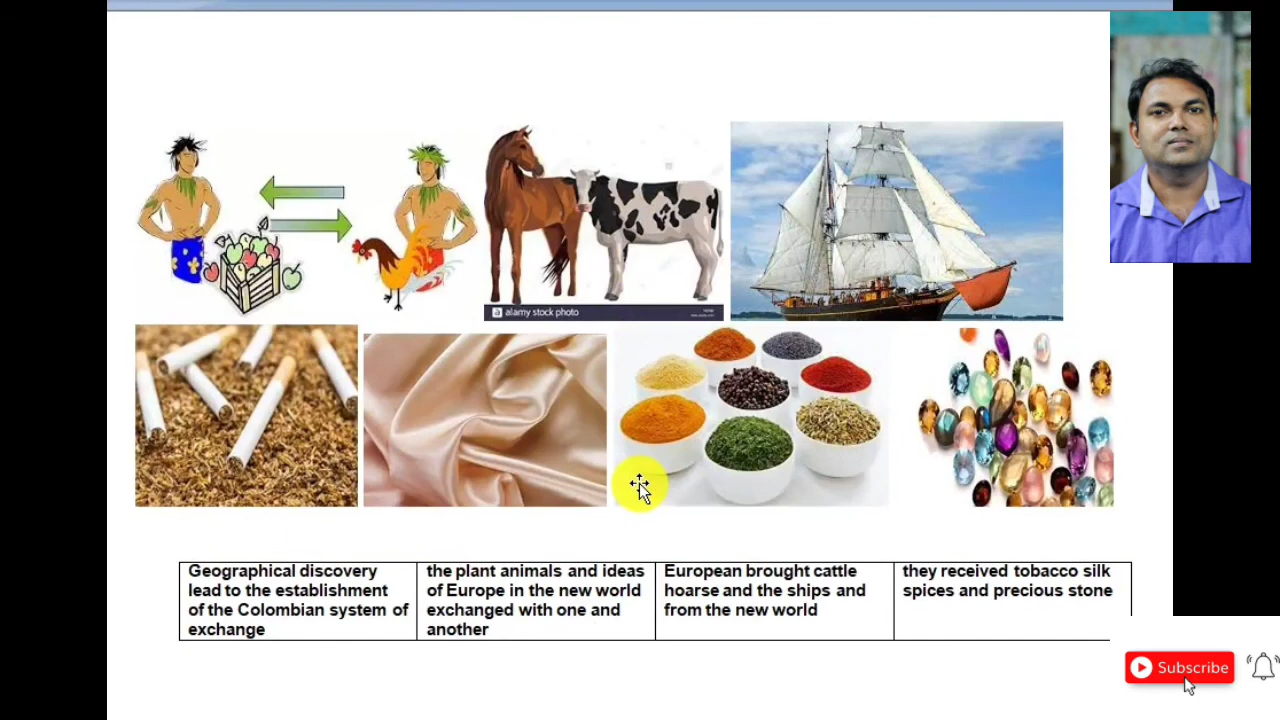 a alamy stock photo
Geographical discovery
lead to the establishment
of the Colombian system of
exchange
the plant animals and ideas
of Europe in the new world
exchanged with one and
another
European brought cattle
hoarse and the ships and
from the new world
they received tobacco silk
spices and precious stone
Subscribe